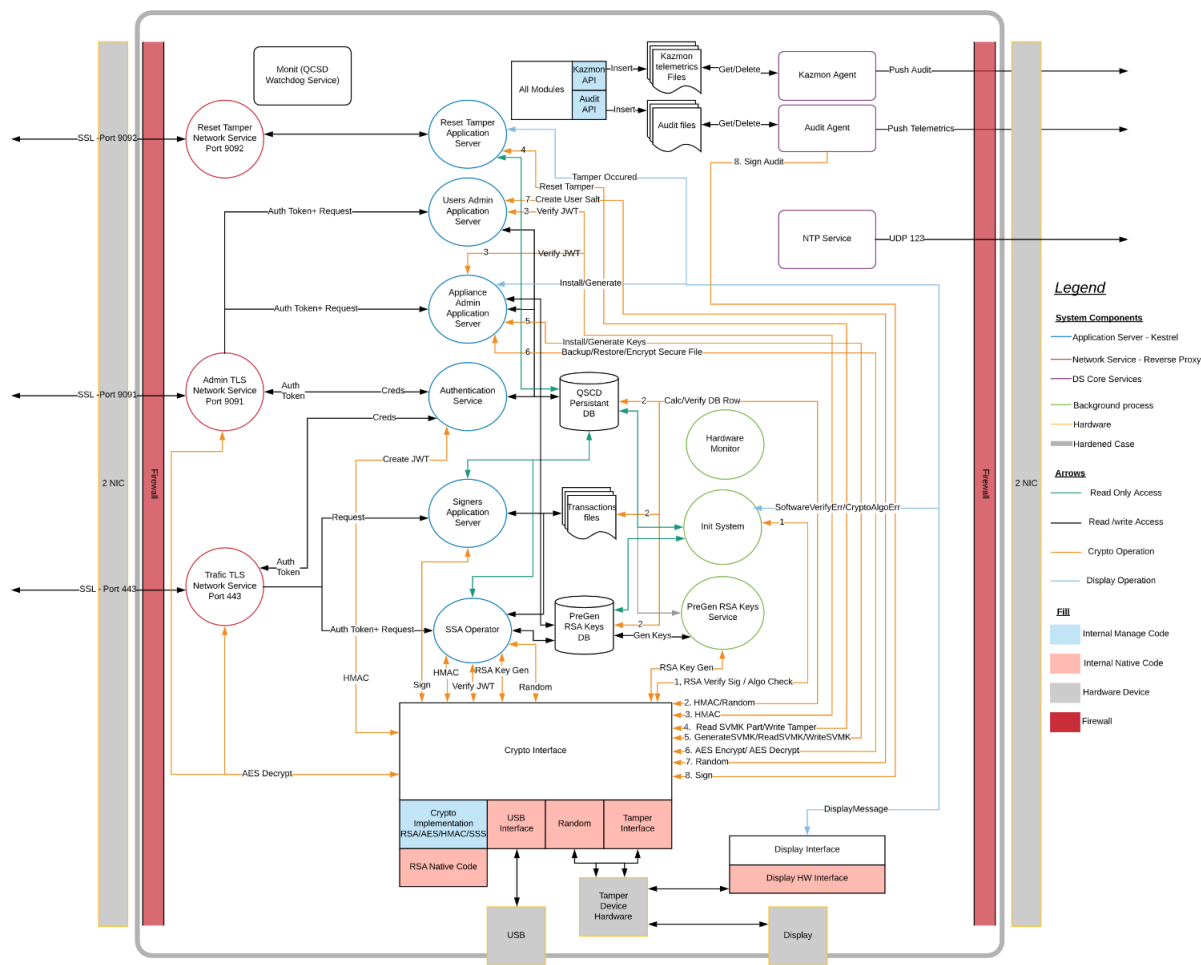 Monit (QCSD
Watchdog Service)
All Modules
Kazmon
API
Audit
API
Insert
Insert
Kazmon
telemetrics
Files
Audit files
Get/Delete
Get/Delete
Kazmon Agent
Audit Agent
Push Audit
Push Telemetrics
SSL -Port 9092
Reset Tamper
Network Service
Port 9092
Reset Tamper
Application
Server
4
8. Sign Audit
Tamper Occured
Reset Tamper
7 Create User Salt
3 Verify JWT
Auth Token+ Request
Users Admin
Application
Server
NTP Service
UDP 123
3
Verify JWT
Install/Generate
Auth Token+ Request
Appliance
Admin
Application
Server
5
Install/Generate Keys
6
Backup/Restore/Encrypt Secure File
SSL -Port 9091
Admin TLS
Network Service
Port 9091
Auth
Token
Creds
Creds
Authentication
Service
QSCD
Persistant
DB
2
Calc/Verify DB Row
Hardware
Monitor
Create JWT
2 NIC
Firewall
Firewall
2 NIC
Request
Signers
Application
Server
Transactions
files
2
SoftwareVerifyErr/CryptoAlgoErr
1
Init System
SSL - Port 443
Trafic TLS
Network Service
Port 443
Auth
Token
Auth Token+ Request
SSA Operator
PreGen
RSA Keys
DB
2
Gen Keys
PreGen RSA Keys
Service
HMAC
Sign
HMAC
Verify JWT
RSA Key Gen
Random
RSA Key Gen
1, RSA Verify Sig / Algo Check
2. HMAC/Random
3. HMAC
4. Read SVMK Part/Write Tamper
5. GenerateSVMK/ReadSVMK/WriteSVMK
6. AES Encrypt/ AES Decrypt
7. Random
8. Sign
Crypto Interface
AES Decrypt
Crypto
Implementation
RSA/AES/HMAC/SSS
USB
Interface
Random
Tamper
Interface
RSA Native Code
DisplayMessage
Display Interface
Display HW Interface
Tamper
Device
Hardware
USB
Display
Legend
System Components
Application Server - Kestrel
Network Service - Reverse Proxy
DS Core Services
Background process
Hardware
Hardened Case
Arrows
Read Only Access
Read /write Access
Crypto Operation
Display Operation
Fill
Internal Manage Code
Internal Native Code
Hardware Device
Firewall